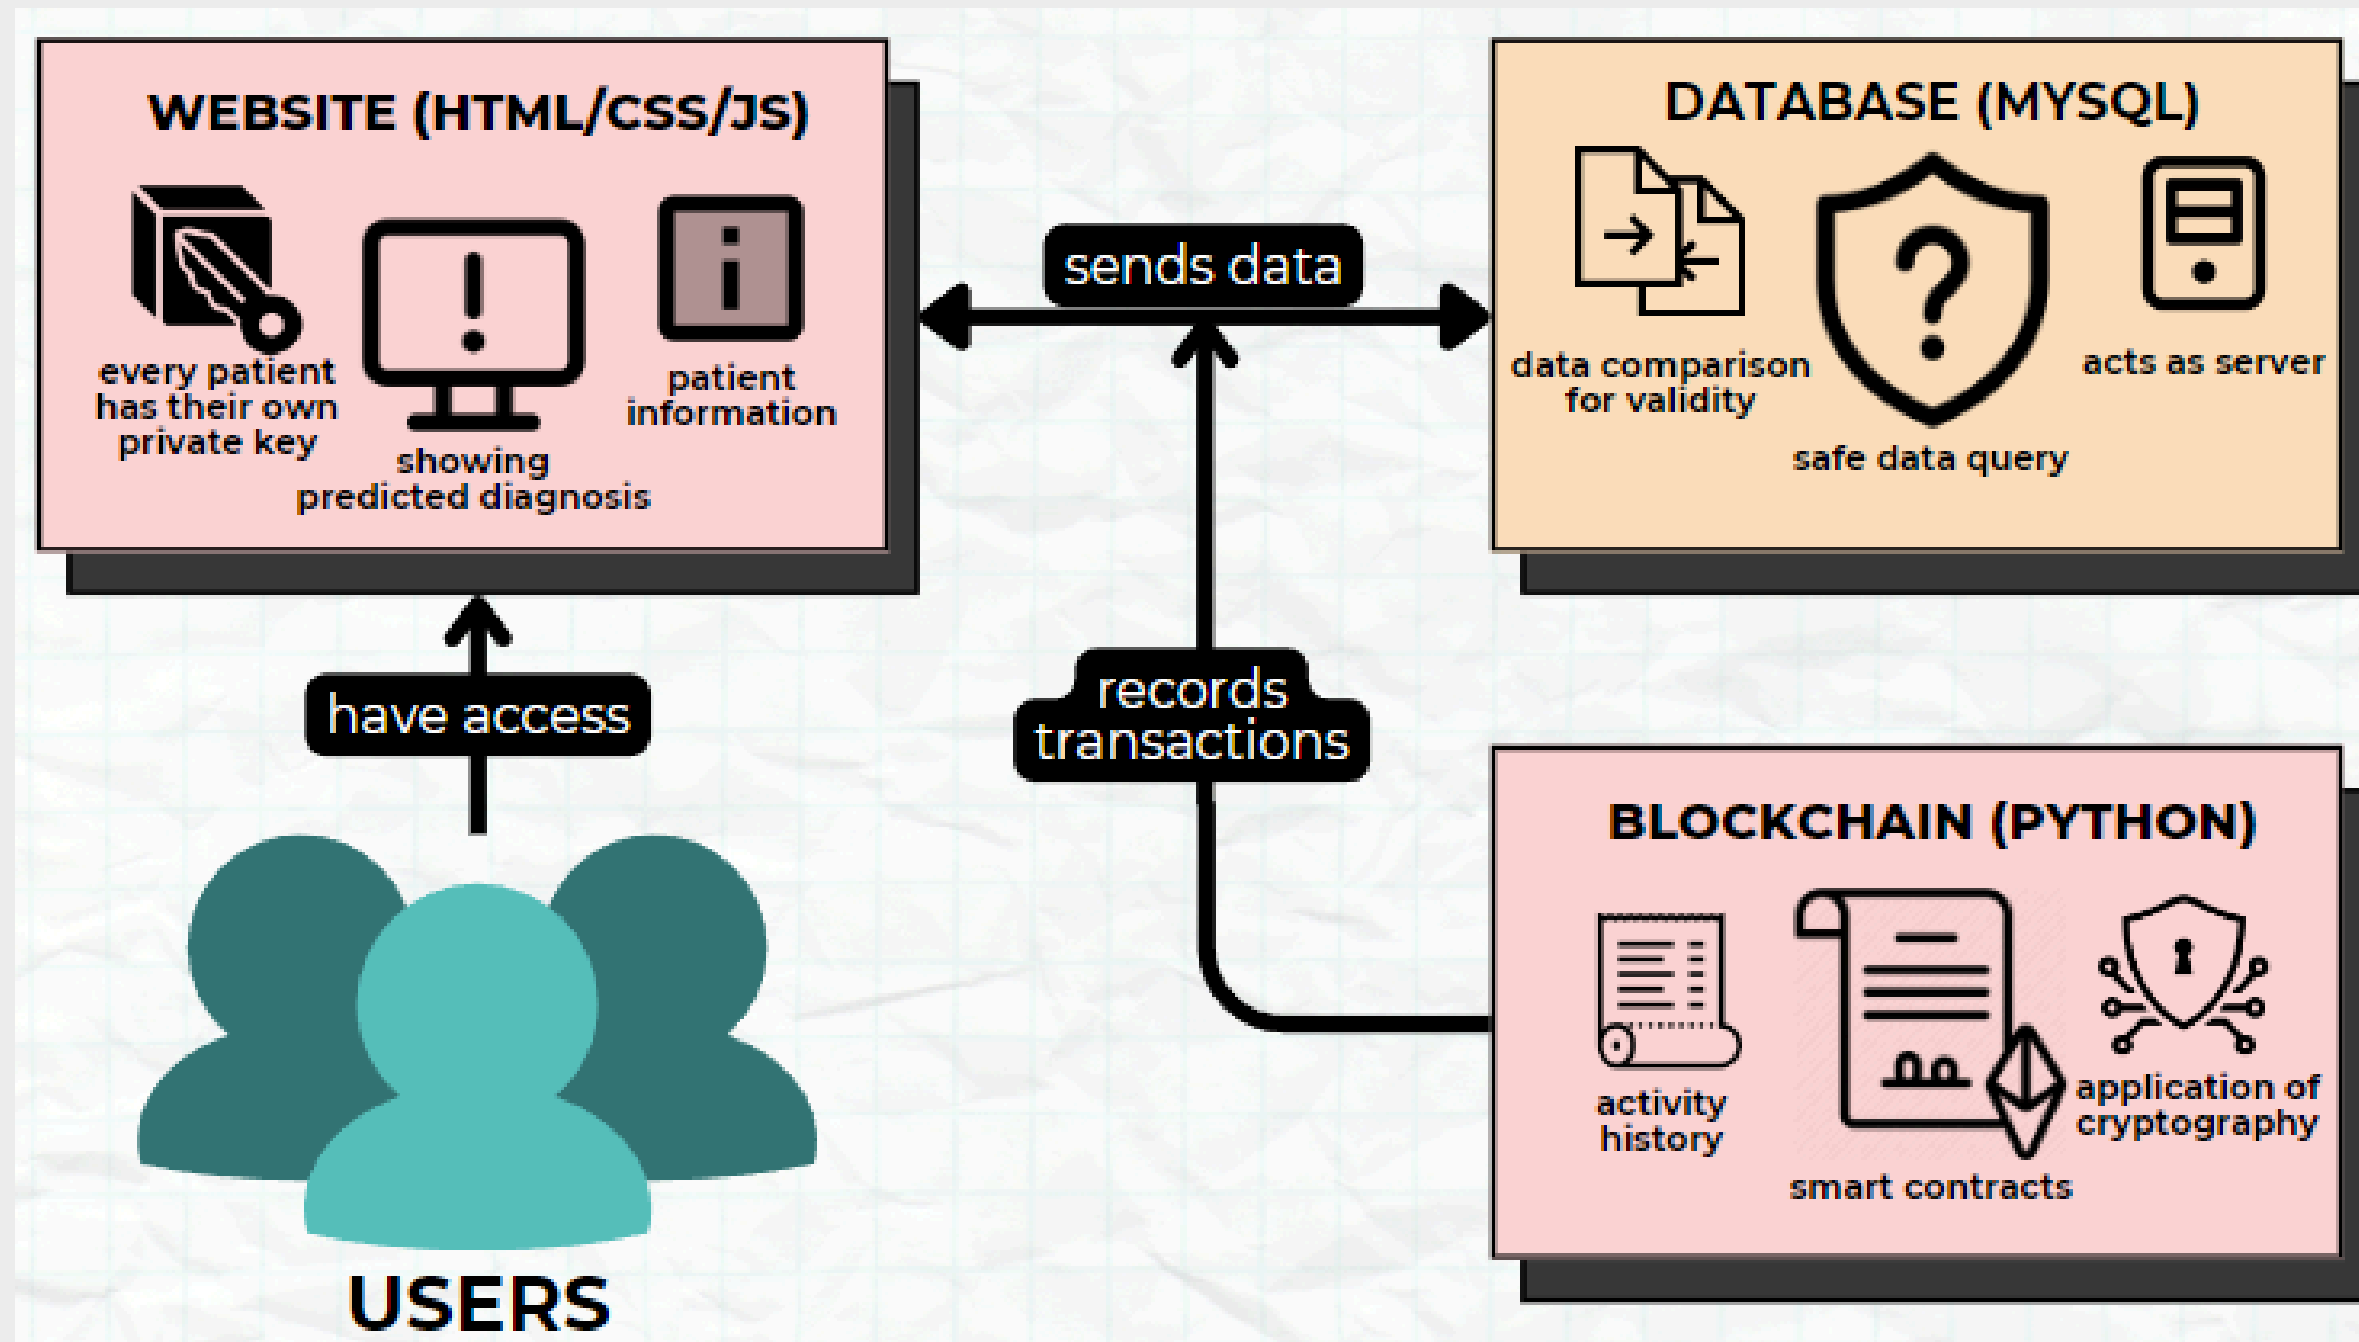 WEBSITE (HTML/CSS/JS)
every patient
has their own
private key
showing
predicted diagnosis
patient
information
sends data
DATABASE (MYSQL)
data comparison
for validity
safe data query
acts as server
have access
records
transactions
USERS
BLOCKCHAIN (PYTHON)
activity
history
smart contracts
application of
cryptography